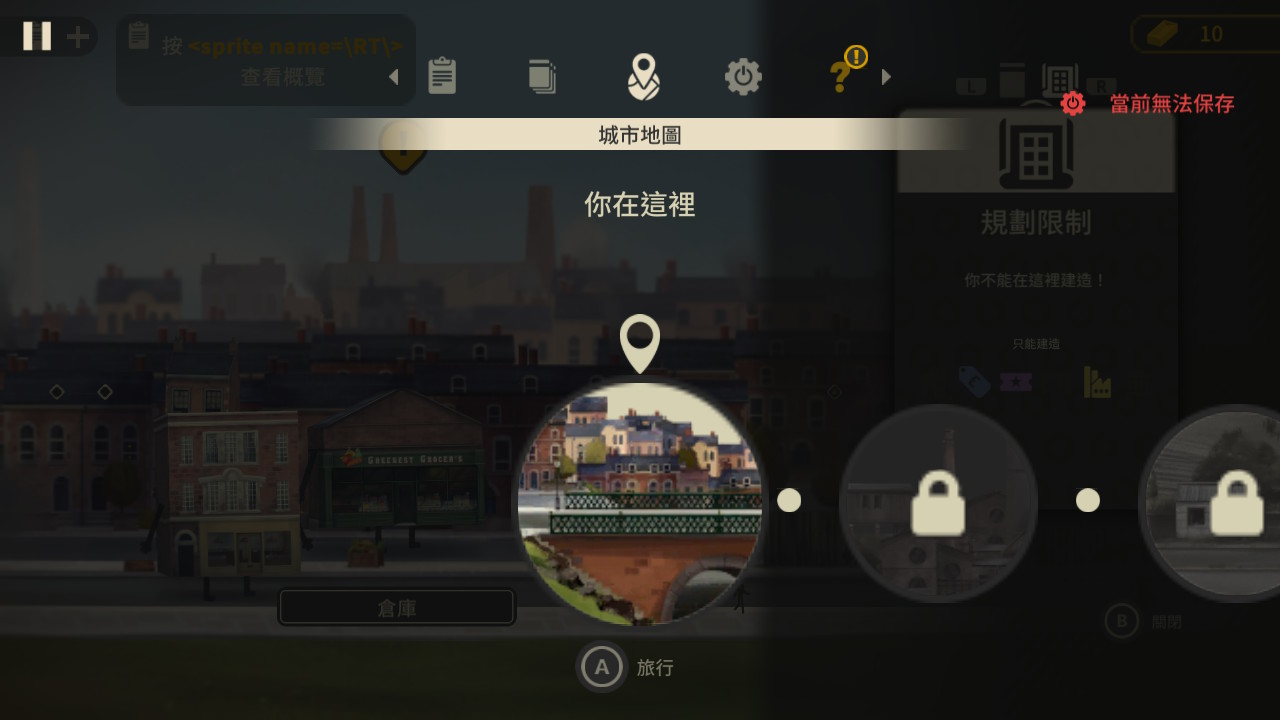 按 <sprite name=\RT\>
查看概覽
10
L
R
當前無法保存
城市地圖
你在這裡
規劃限制
你不能在這裡建造！
只能建造
GREENEST GROCER'S
倉庫
B 關閉
A 旅行